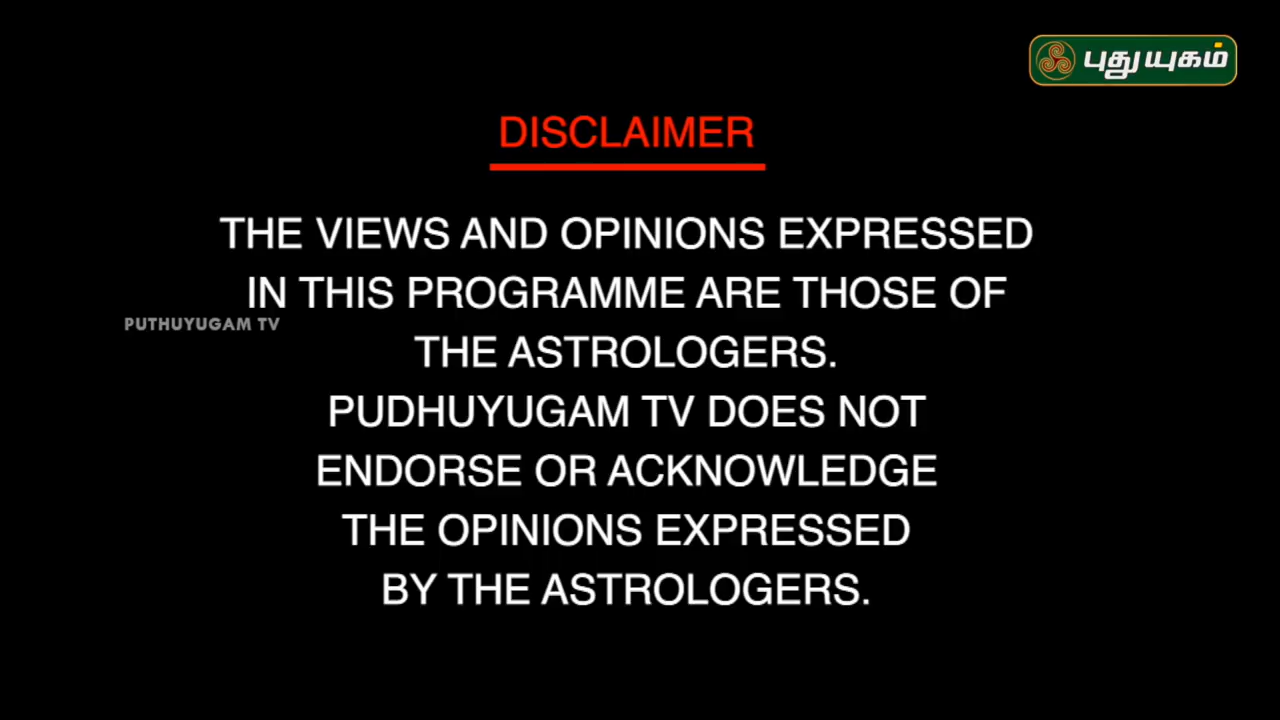 புதுயுகம்
DISCLAIMER
THE VIEWS AND OPINIONS EXPRESSED
IN THIS PROGRAMME ARE THOSE OF
PUTHUYUGAM TV
THE ASTROLOGERS.
PUDHUYUGAM TV DOES NOT
ENDORSE OR ACKNOWLEDGE
THE OPINIONS EXPRESSED
BY THE ASTROLOGERS.